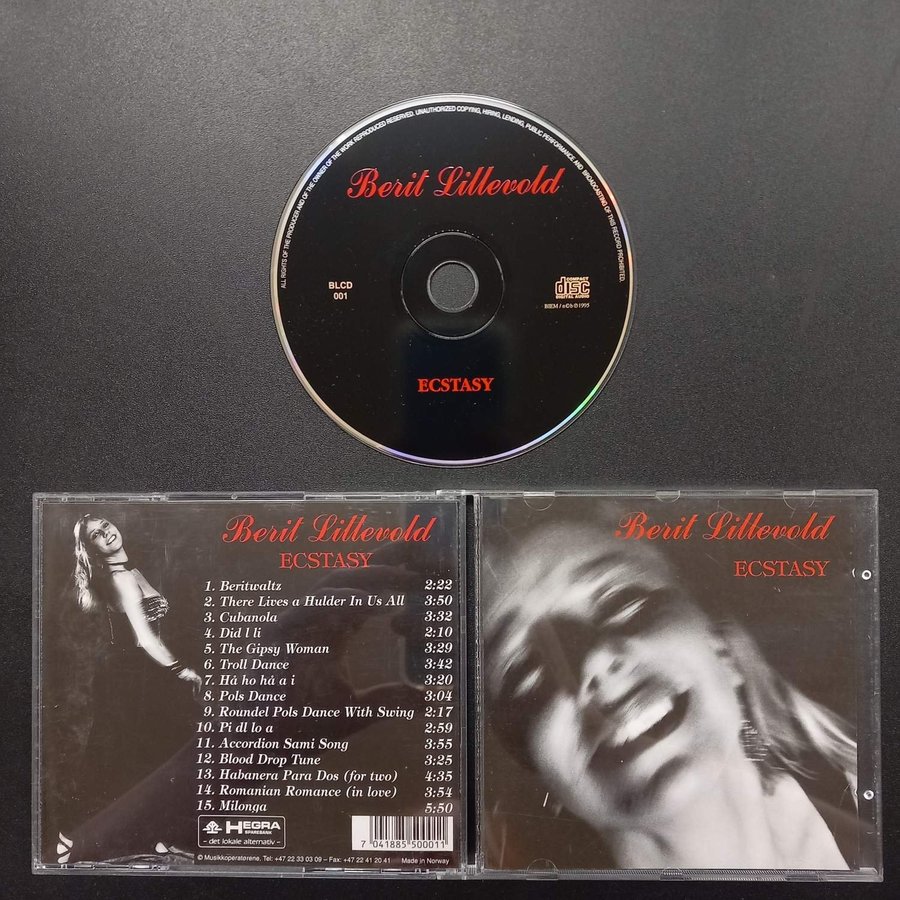 ALL RIGHTS OF THE PRODUCER AND OF THE OWNER OF THE WORK REPRODUCED RESERVED. UNAUTHORIZED COPYING, HIRING, LENDING, PUBLIC PERFORMANCE AND BROADCASTING OF THIS RECORD PROHIBITED.
Berit Lillevold
BLCD
001
COMPACT
disc
DIGITAL AUDIO
BIEM / n©b ℗ 1995
ECSTASY
Berit Lillevold
ECSTASY
1. Beritwaltz 2:22
2. There Lives a Hulder In Us All 3:50
3. Cubanola 3:32
4. Did l li 2:10
5. The Gipsy Woman 3:29
6. Troll Dance 3:42
7. Hå ho hå a i 3:20
8. Pols Dance 3:04
9. Roundel Pols Dance With Swing 2:17
10. Pi dl lo a 2:59
11. Accordion Sami Song 3:55
12. Blood Drop Tune 3:25
13. Habanera Para Dos (for two) 4:35
14. Romanian Romance (in love) 3:54
15. Milonga 5:50
HEGRA
SPAREBANK
– det lokale alternativ –
7 041885 500011
© Musikkoperatørene. Tel: +47 22 33 03 09 – Fax: +47 22 41 20 41 Made in Norway
Berit Lillevold
ECSTASY